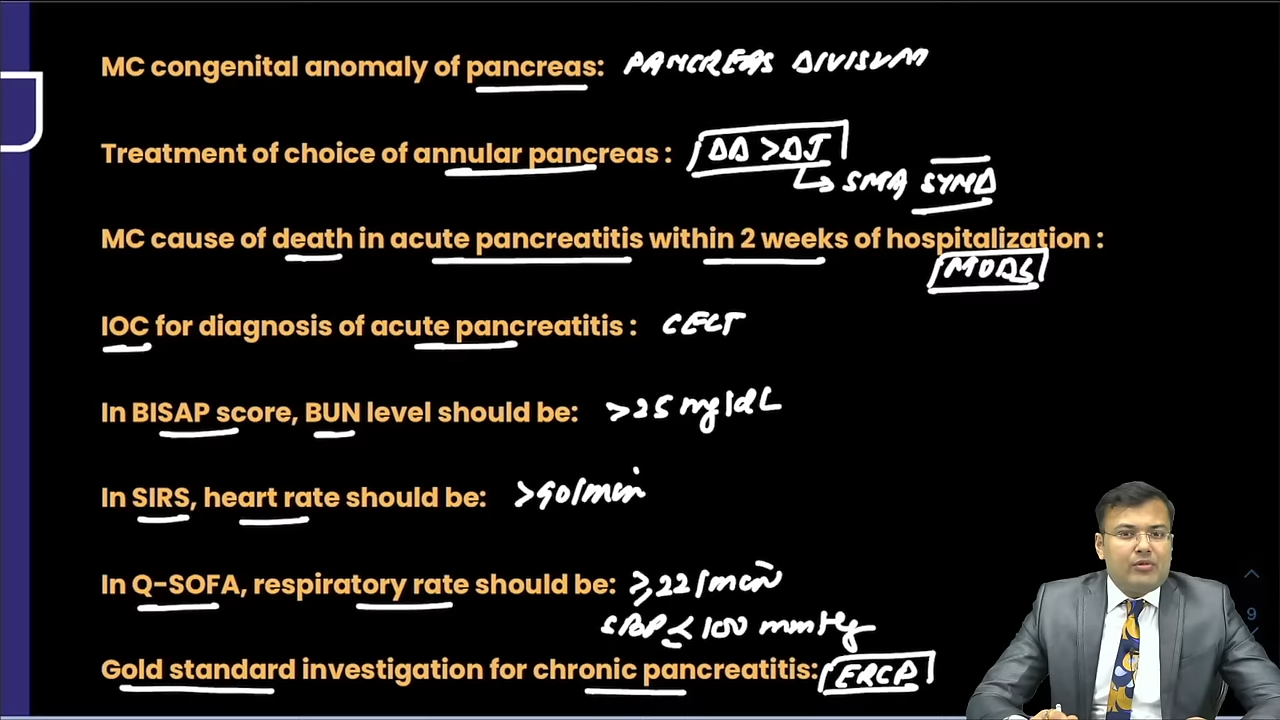 MC congenital anomaly of pancreas: PANCREAS DIVISUM
Treatment of choice of annular pancreas : ΔΔ > ΔJ
↳ SMA SYND
MC cause of death in acute pancreatitis within 2 weeks of hospitalization :
MODS
IOC for diagnosis of acute pancreatitis : CECT
In BISAP score, BUN level should be: >25 mg/dL
In SIRS, heart rate should be: >90/min
In Q-SOFA, respiratory rate should be: ≥22/min
SBP ≤ 100 mmHg
Gold standard investigation for chronic pancreatitis: ERCP
9